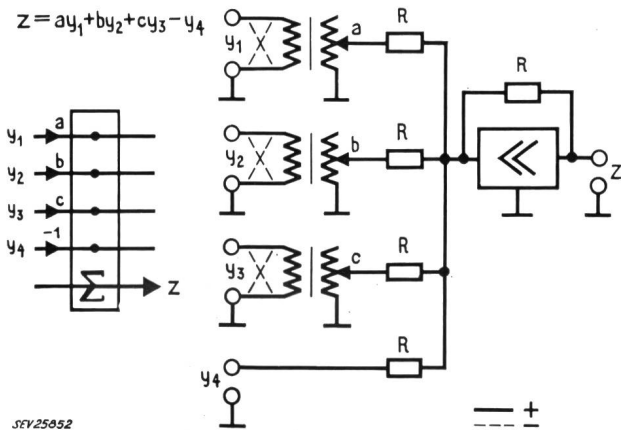 z = ay₁ + by₂ + cy₃ − y₄
y₁
a
R
y₂
b
R
y₃
c
R
y₄
R
R
z
y₁ a
y₂ b
y₃ c
y₄ -1
Σ z
+
−
SEV25852